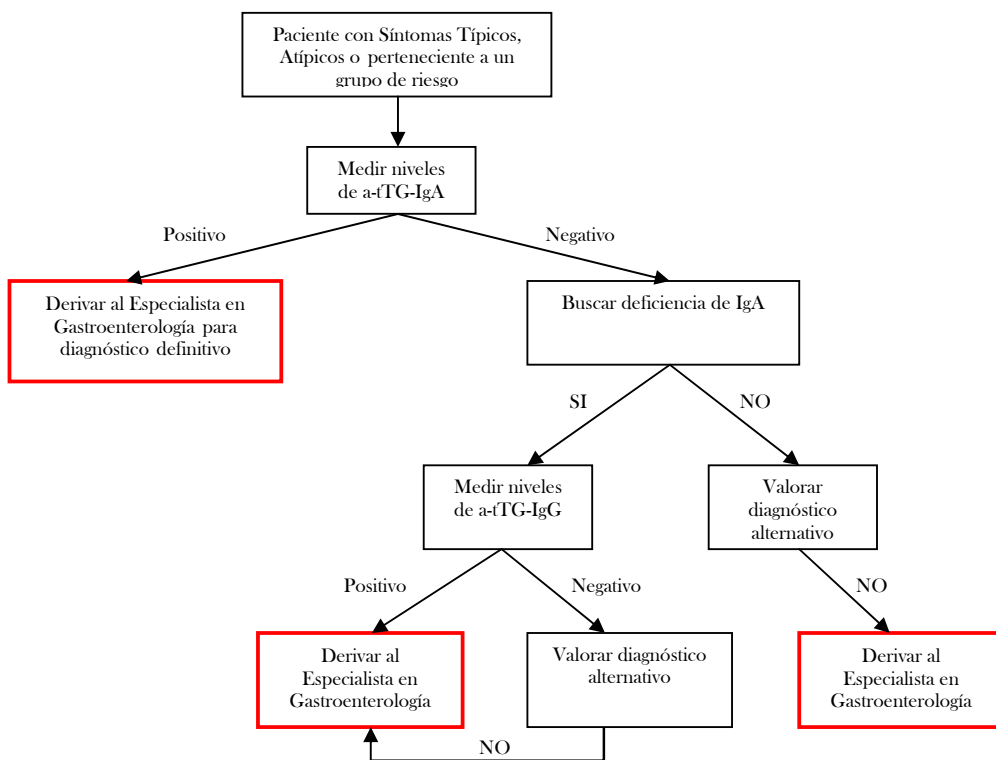 Paciente con Síntomas Típicos,
Atípicos o perteneciente a un
grupo de riesgo
Medir niveles
de a-tTG-IgA
Positivo
Negativo
Derivar al Especialista en
Gastroenterología para
diagnóstico definitivo
Buscar deficiencia de IgA
SI
NO
Medir niveles
de a-tTG-IgG
Valorar
diagnóstico
alternativo
Positivo
Negativo
NO
Derivar al
Especialista en
Gastroenterología
Valorar diagnóstico
alternativo
Derivar al
Especialista en
Gastroenterología
NO